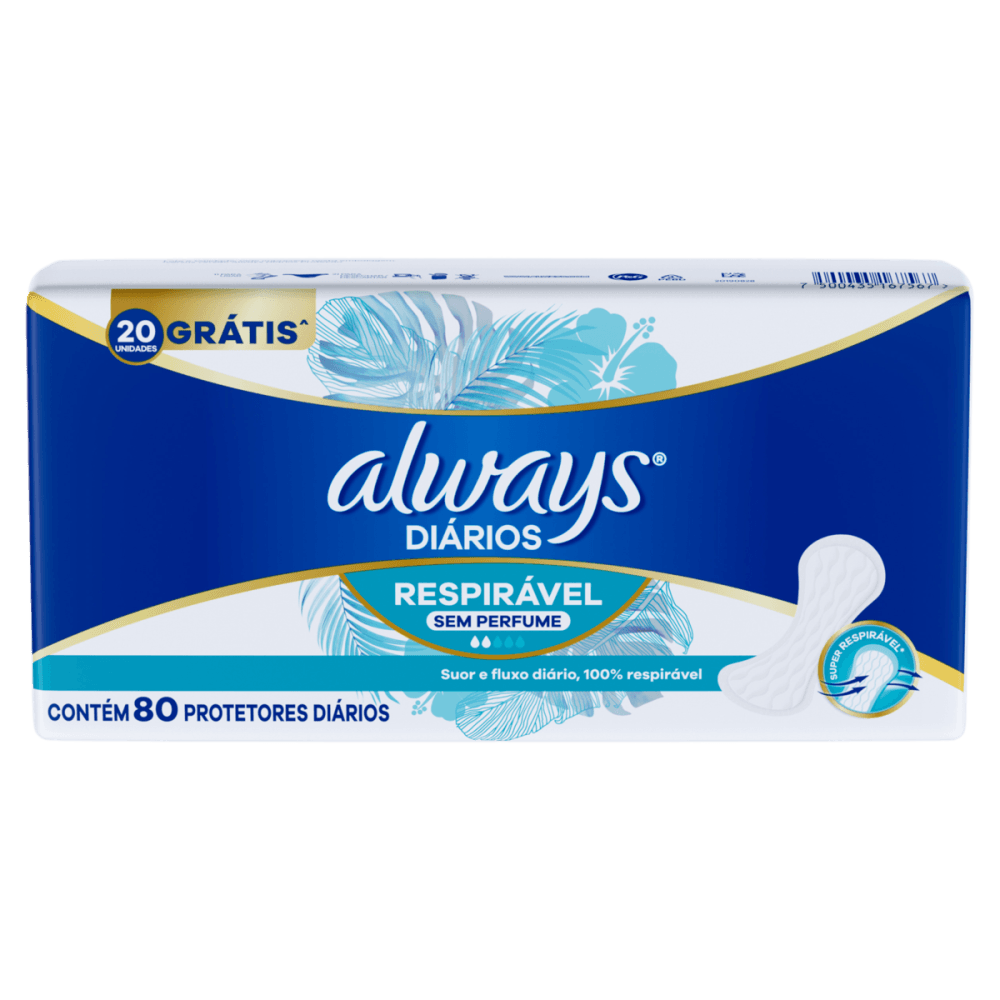 20
UNIDADES
GRÁTIS^
always®
DIÁRIOS
RESPIRÁVEL
SEM PERFUME
Suor e fluxo diário, 100% respirável
CONTÉM 80 PROTETORES DIÁRIOS
SUPER RESPIRÁVEL*
P&G